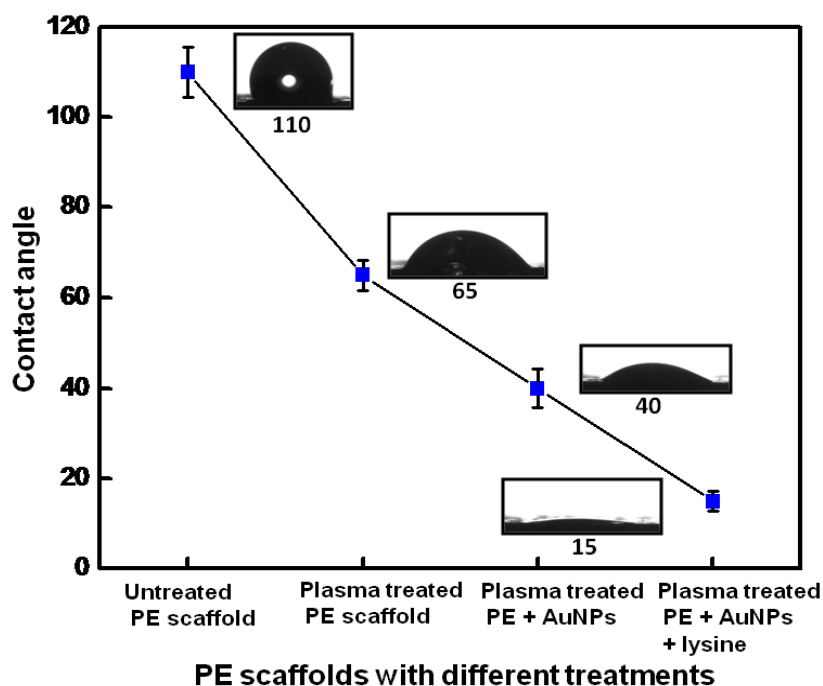 120
100
80
60
40
20
0
Contact angle
110
65
40
15
Untreated
PE scaffold
Plasma treated
PE scaffold
Plasma treated
PE + AuNPs
Plasma treated
PE + AuNPs
+ lysine
PE scaffolds with different treatments